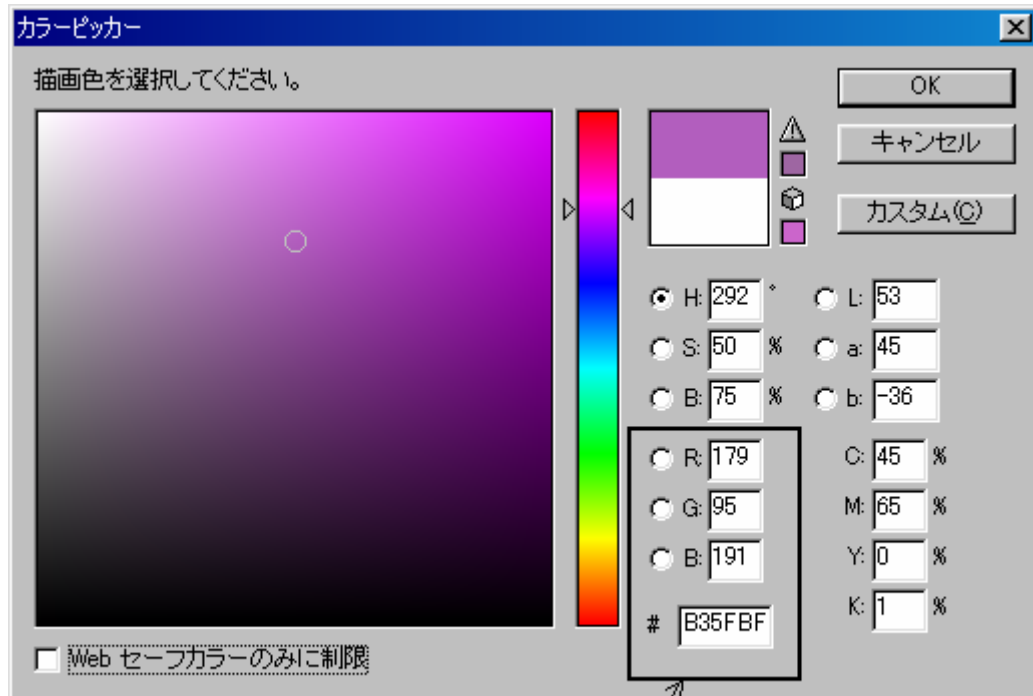 カラーピッカー
描画色を選択してください。
OK
キャンセル
カスタム(C)
H: 292 °
S: 50 %
B: 75 %
R: 179
G: 95
B: 191
# B35FBF
L: 53
a: 45
b: -36
C: 45 %
M: 65 %
Y: 0 %
K: 1 %
Web セーフカラーのみに制限